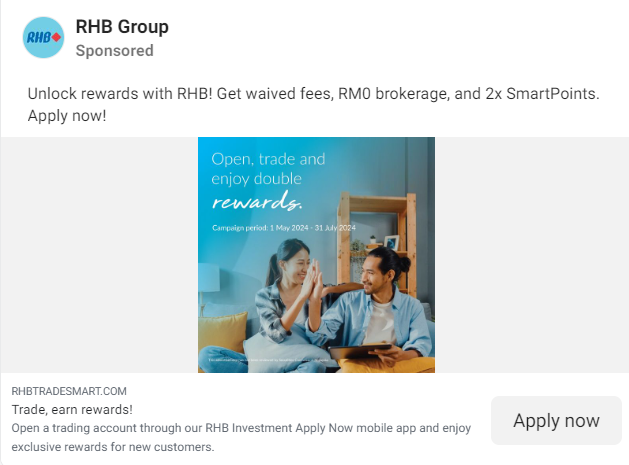 RHB
RHB Group
Sponsored
Unlock rewards with RHB! Get waived fees, RM0 brokerage, and 2x SmartPoints.
Apply now!
Open, trade and
enjoy double
rewards.
Campaign period: 1 May 2024 - 31 July 2024
RHBTRADESMART.COM
Trade, earn rewards!
Open a trading account through our RHB Investment Apply Now mobile app and enjoy
exclusive rewards for new customers.
Apply now